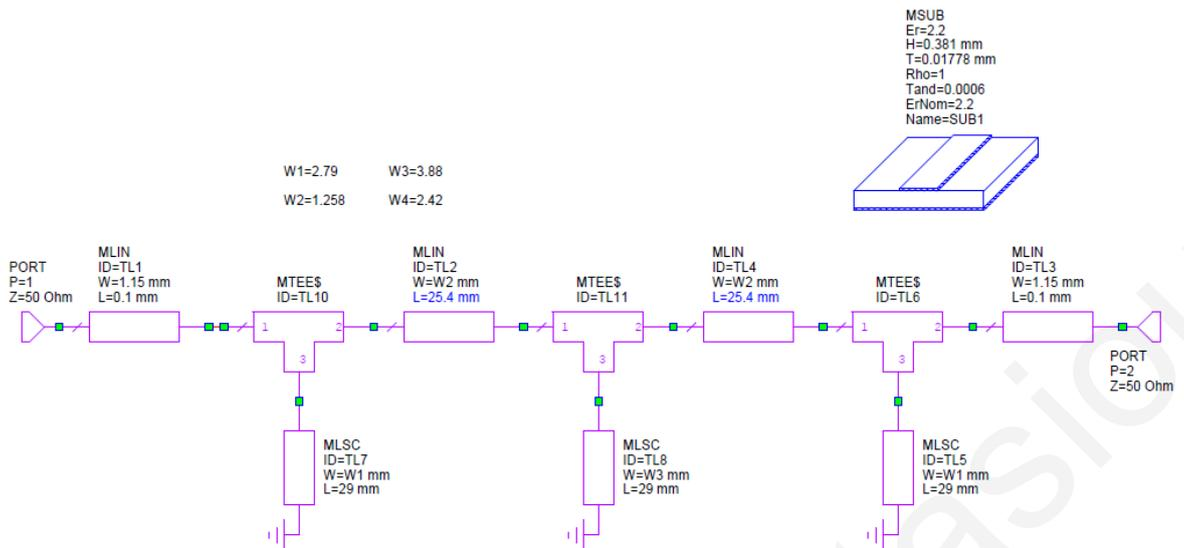 MSUB
Er=2.2
H=0.381 mm
T=0.01778 mm
Rho=1
Tand=0.0006
ErNom=2.2
Name=SUB1
W1=2.79
W3=3.88
W2=1.258
W4=2.42
PORT
P=1
Z=50 Ohm
MLIN
ID=TL1
W=1.15 mm
L=0.1 mm
MTEE$
ID=TL10
MLIN
ID=TL2
W=W2 mm
L=25.4 mm
MTEE$
ID=TL11
MLIN
ID=TL4
W=W2 mm
L=25.4 mm
MTEE$
ID=TL6
MLIN
ID=TL3
W=1.15 mm
L=0.1 mm
1
2
3
1
2
3
1
2
3
PORT
P=2
Z=50 Ohm
MLSC
ID=TL7
W=W1 mm
L=29 mm
MLSC
ID=TL8
W=W3 mm
L=29 mm
MLSC
ID=TL5
W=W1 mm
L=29 mm